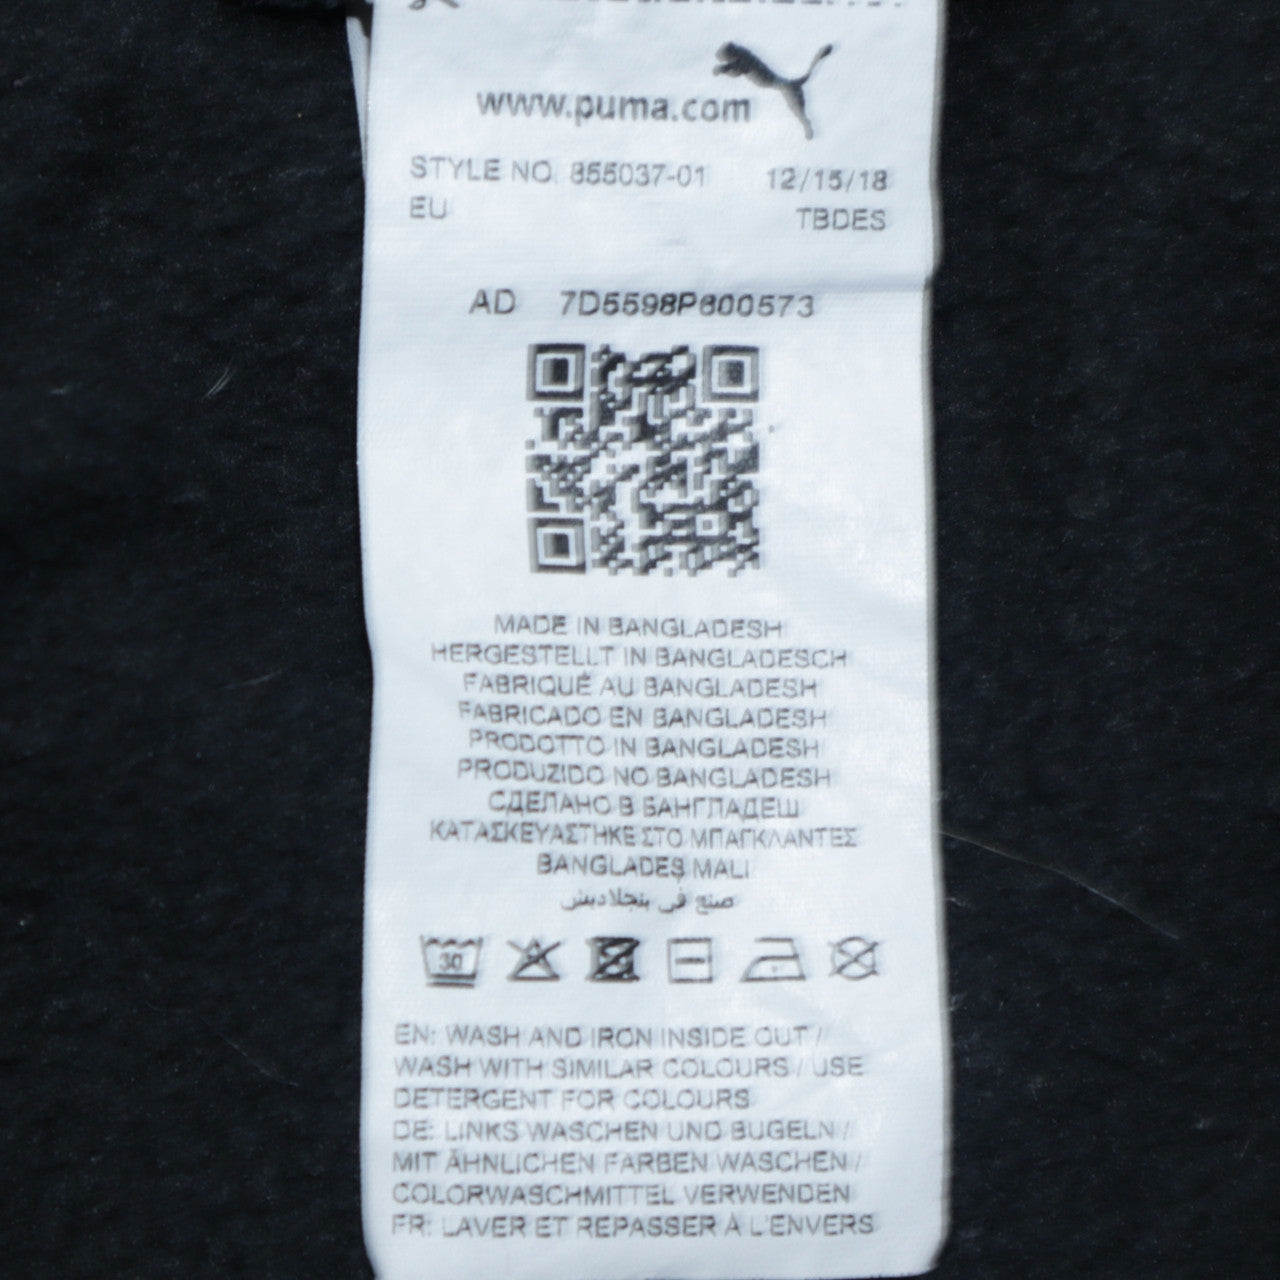 www.puma.com
STYLE NO. 855037-01 12/15/18
EU TBDES
AD 7D5598P600573
MADE IN BANGLADESH
HERGESTELLT IN BANGLADESCH
FABRIQUÉ AU BANGLADESH
FABRICADO EN BANGLADESH
PRODOTTO IN BANGLADESH
PRODUZIDO NO BANGLADESH
СДЕЛАНО В БАНГЛАДЕШ
ΚΑΤΑΣΚΕΥΑΣΤΗΚΕ ΣΤΟ ΜΠΑΓΚΛΑΝΤΕΣ
BANGLADEŞ MALI
صنع في بنجلاديش
30
EN: WASH AND IRON INSIDE OUT /
WASH WITH SIMILAR COLOURS / USE
DETERGENT FOR COLOURS
DE: LINKS WASCHEN UND BUGELN /
MIT ÄHNLICHEN FARBEN WASCHEN /
COLORWASCHMITTEL VERWENDEN
FR: LAVER ET REPASSER À L'ENVERS